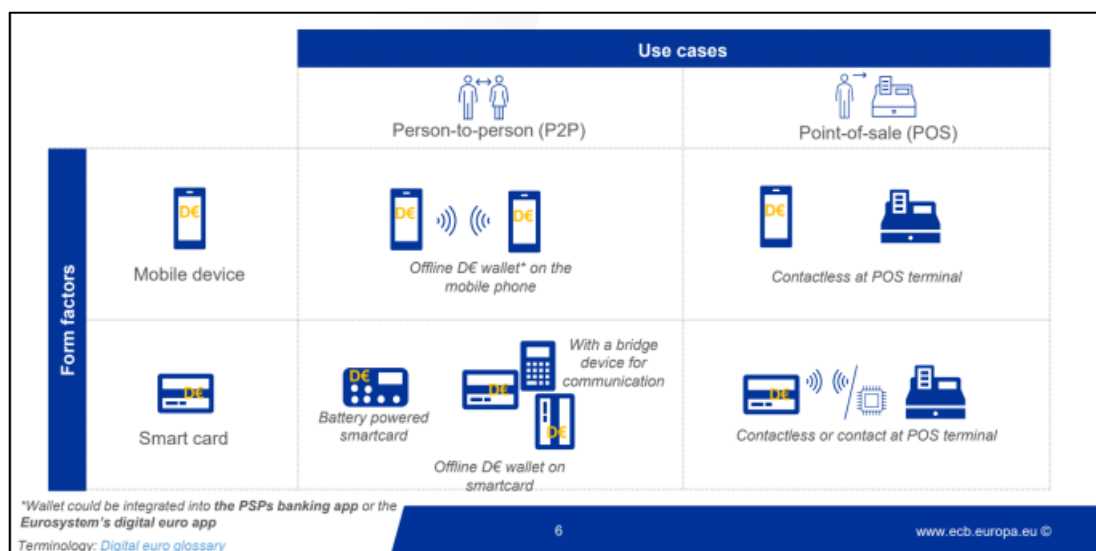 Use cases
Person-to-person (P2P)
Point-of-sale (POS)
Form factors
D€
Mobile device
D€
D€
Offline D€ wallet* on the
mobile phone
D€
Contactless at POS terminal
D€
Smart card
D€
Battery powered
smartcard
D€
D€
With a bridge
device for
communication
Offline D€ wallet on
smartcard
D€
Contactless or contact at POS terminal
*Wallet could be integrated into the PSPs banking app or the
Eurosystem's digital euro app
Terminology: Digital euro glossary
6
www.ecb.europa.eu ©